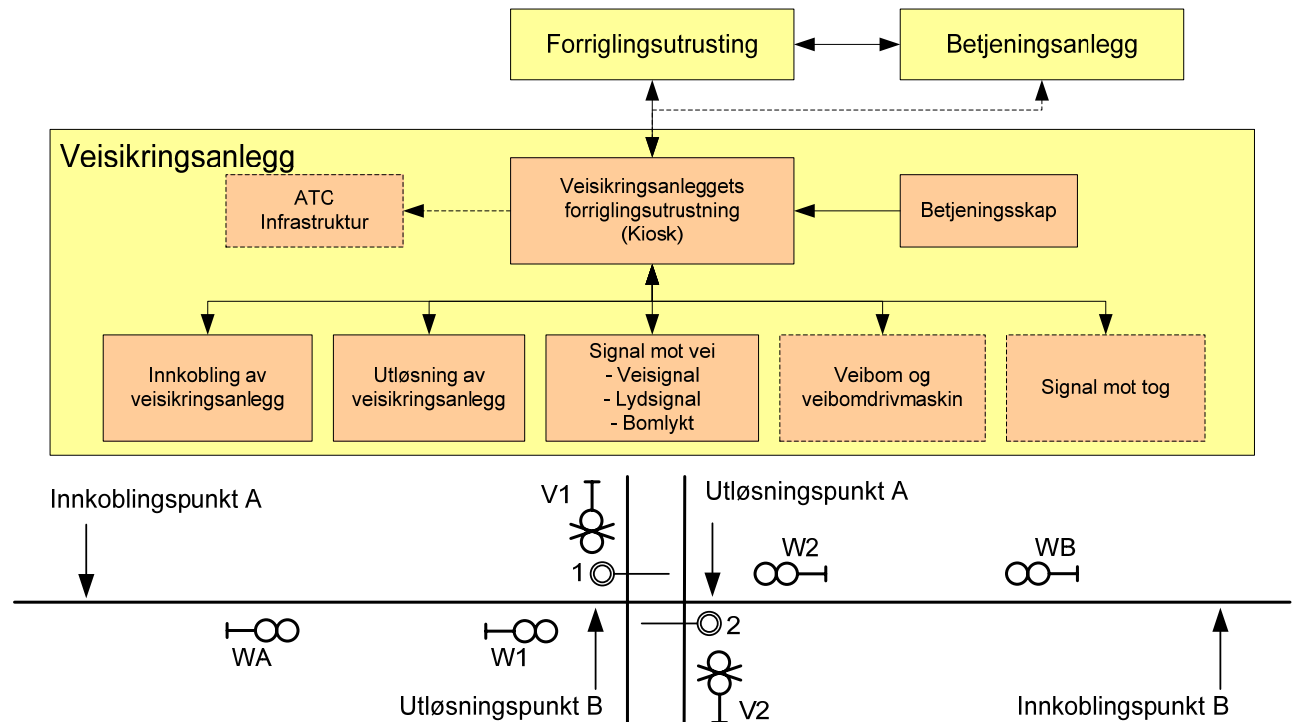 Forriglingsutrusting
Betjeningsanlegg
Veisikringsanlegg
ATC
Infrastruktur
Veisikringsanleggets
forriglingsutrustning
(Kiosk)
Betjeningsskap
Innkobling av
veisikringsanlegg
Utløsning av
veisikringsanlegg
Signal mot vei
- Veisignal
- Lydsignal
- Bomlykt
Veibom og
veibomdrivmaskin
Signal mot tog
Innkoblingspunkt A
V1
Utløsningspunkt A
W2
WB
1
2
WA
W1
Utløsningspunkt B
V2
Innkoblingspunkt B